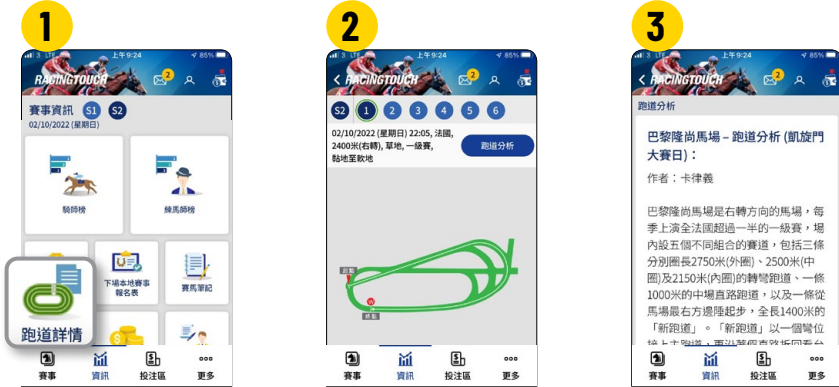 1
3 LTE 上午9:24 85%
RACINGTOUCH
2
賽事資訊 S1 S2
02/10/2022 (星期日)
騎師榜
練馬師榜
跑道詳情
下場本地賽事
報名表
賽馬筆記
賽事
資訊
投注區
更多
2
3 LTE 上午9:24 85%
RACINGTOUCH
2
S2 1 2 3 4 5 6
02/10/2022 (星期日) 22:05, 法國,
2400米(右轉), 草地, 一級賽,
黏地至軟地
跑道分析
起點
W
終點
賽事
資訊
投注區
更多
3
3 LTE 上午9:24 85%
RACINGTOUCH
2
跑道分析
巴黎隆尚馬場 – 跑道分析 (凱旋門
大賽日)：
作者：卡律義
巴黎隆尚馬場是右轉方向的馬場，每
季上演全法國超過一半的一級賽，場
內設五個不同組合的賽道，包括三條
分別圈長2750米(外圈)、2500米(中
圈)及2150米(內圈)的轉彎跑道、一條
1000米的中場直路跑道，以及一條從
馬場最右方邊陲起步，全長1400米的
「新跑道」。「新跑道」以一個彎位
賽事
資訊
投注區
更多